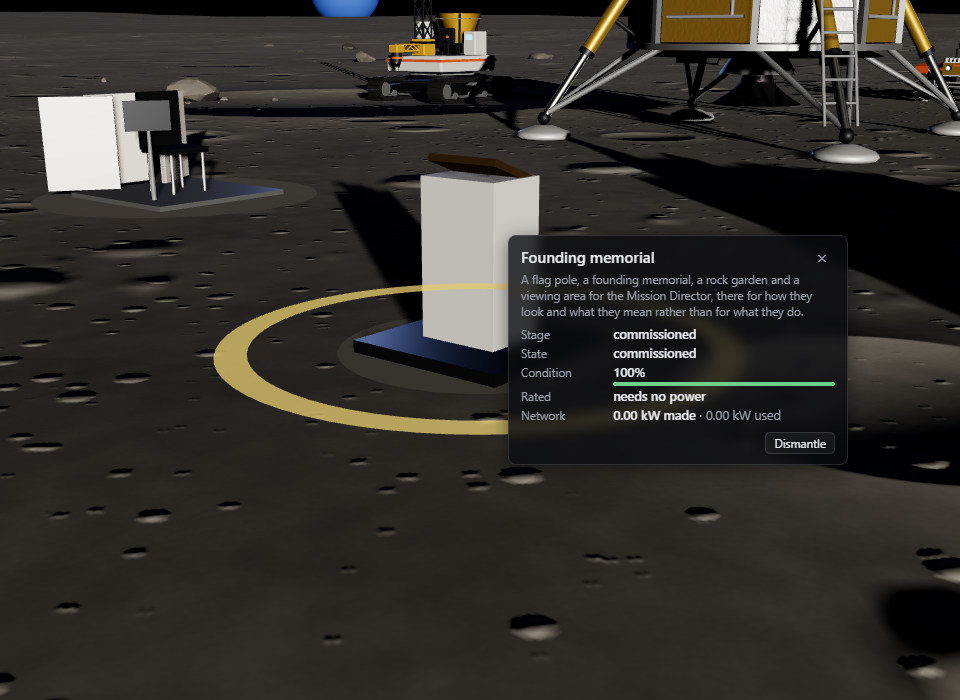 Founding memorial ×
A flag pole, a founding memorial, a rock garden and a
viewing area for the Mission Director, there for how they
look and what they mean rather than for what they do.
Stage commissioned
State commissioned
Condition 100%
Rated needs no power
Network 0.00 kW made · 0.00 kW used
Dismantle